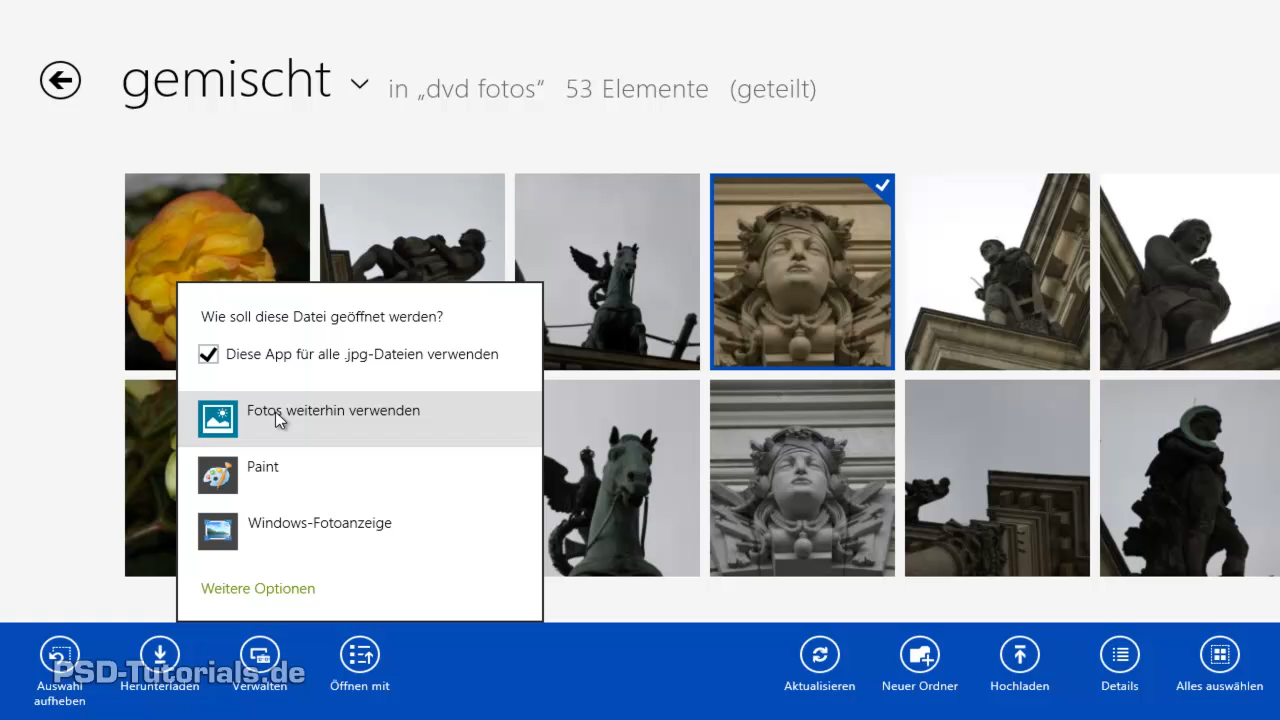 gemischt in „dvd fotos“ 53 Elemente (geteilt)
Wie soll diese Datei geöffnet werden?
Diese App für alle .jpg-Dateien verwenden
Fotos weiterhin verwenden
Paint
Windows-Fotoanzeige
Weitere Optionen
PSD-Tutorials.de
Auswahl aufheben
Herunterladen
Verwalten
Öffnen mit
Aktualisieren
Neuer Ordner
Hochladen
Details
Alles auswählen